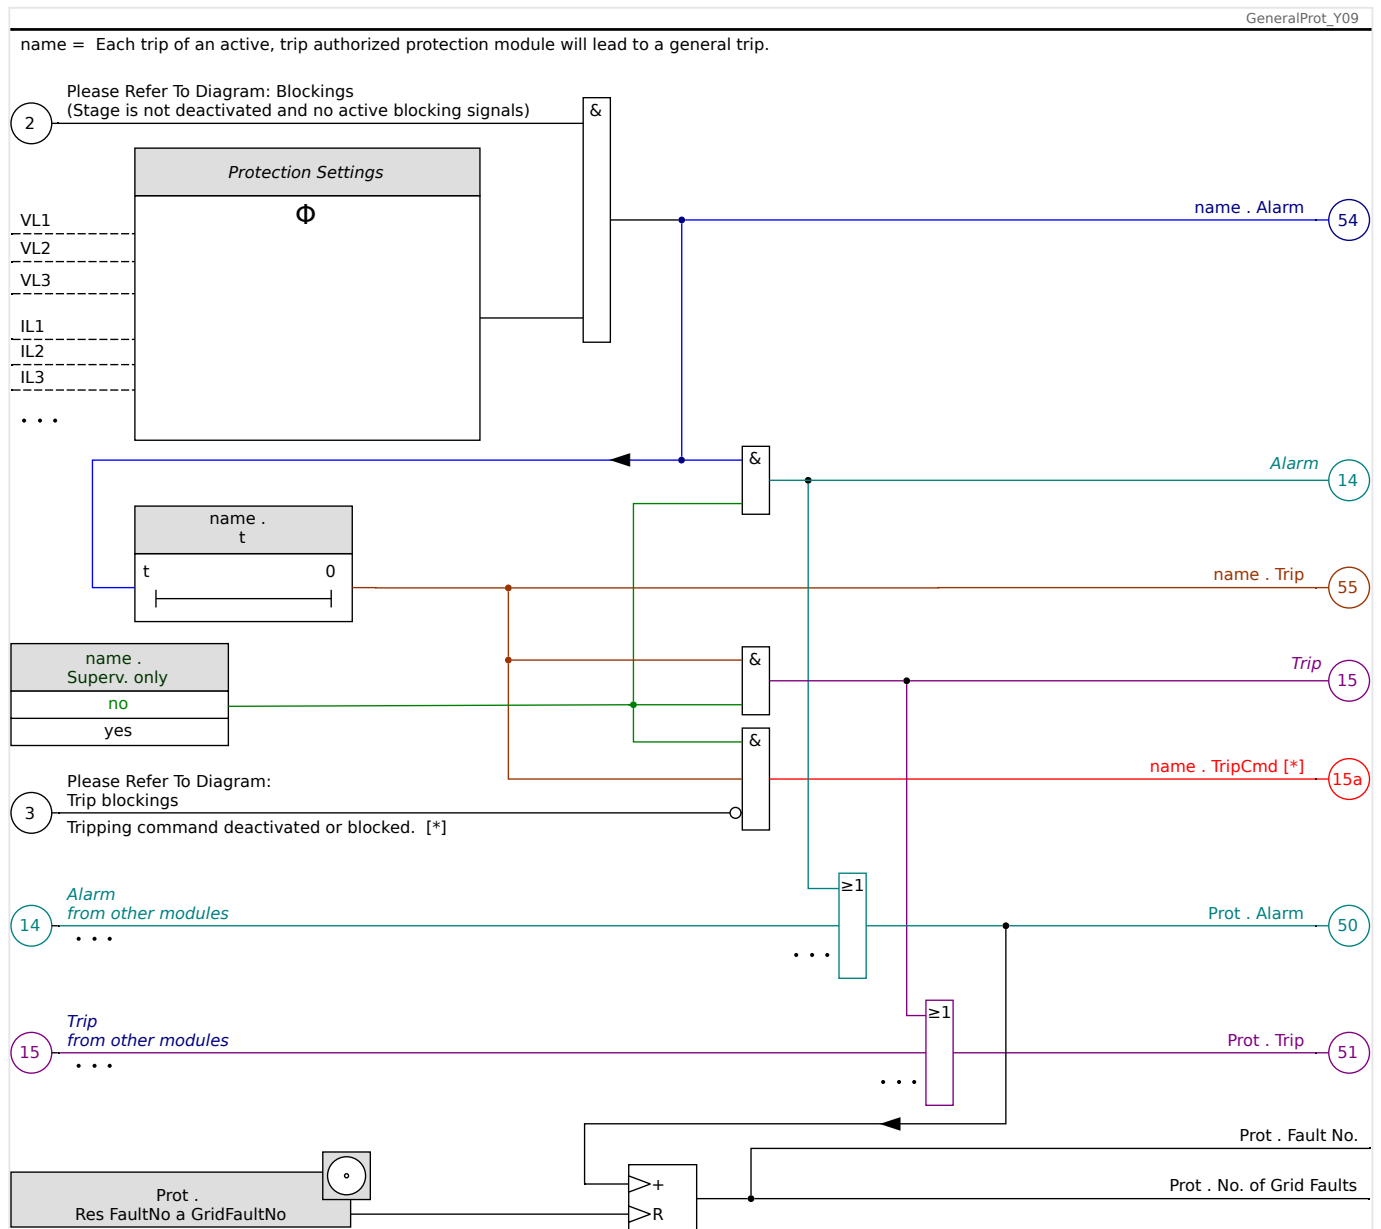 GeneralProt_Y09
name =  Each trip of an active, trip authorized protection module will lead to a general trip.
Please Refer To Diagram: Blockings
(Stage is not deactivated and no active blocking signals)
&
2
Protection Settings
Φ
VL1
VL2
VL3
IL1
IL2
IL3
. . .
name . Alarm
54
&
Alarm
14
name .
t
t 0
name . Trip
55
name .
Superv. only
no
yes
&
Trip
15
&
name . TripCmd [*]
15a
Please Refer To Diagram:
Trip blockings
3
Tripping command deactivated or blocked.  [*]
Alarm
from other modules
14
. . .
≥1
. . .
Prot . Alarm
50
Trip
from other modules
15
. . .
≥1
. . .
Prot . Trip
51
Prot . Fault No.
Prot . No. of Grid Faults
Prot .
Res FaultNo a GridFaultNo
+
R